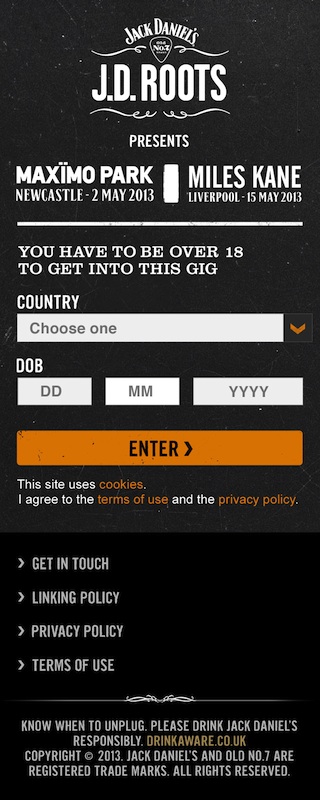 JACK DANIEL'S
OLD
No.7
BRAND
J.D. ROOTS
PRESENTS
MAXÏMO PARK
NEWCASTLE - 2 MAY 2013
MILES KANE
LIVERPOOL - 15 MAY 2013
YOU HAVE TO BE OVER 18
TO GET INTO THIS GIG
COUNTRY
Choose one
DOB
DD MM YYYY
ENTER ❯
This site uses cookies.
I agree to the terms of use and the privacy policy.
❯ GET IN TOUCH
❯ LINKING POLICY
❯ PRIVACY POLICY
❯ TERMS OF USE
KNOW WHEN TO UNPLUG. PLEASE DRINK JACK DANIEL'S
RESPONSIBLY. DRINKAWARE.CO.UK
COPYRIGHT © 2013. JACK DANIEL'S AND OLD NO.7 ARE
REGISTERED TRADE MARKS. ALL RIGHTS RESERVED.